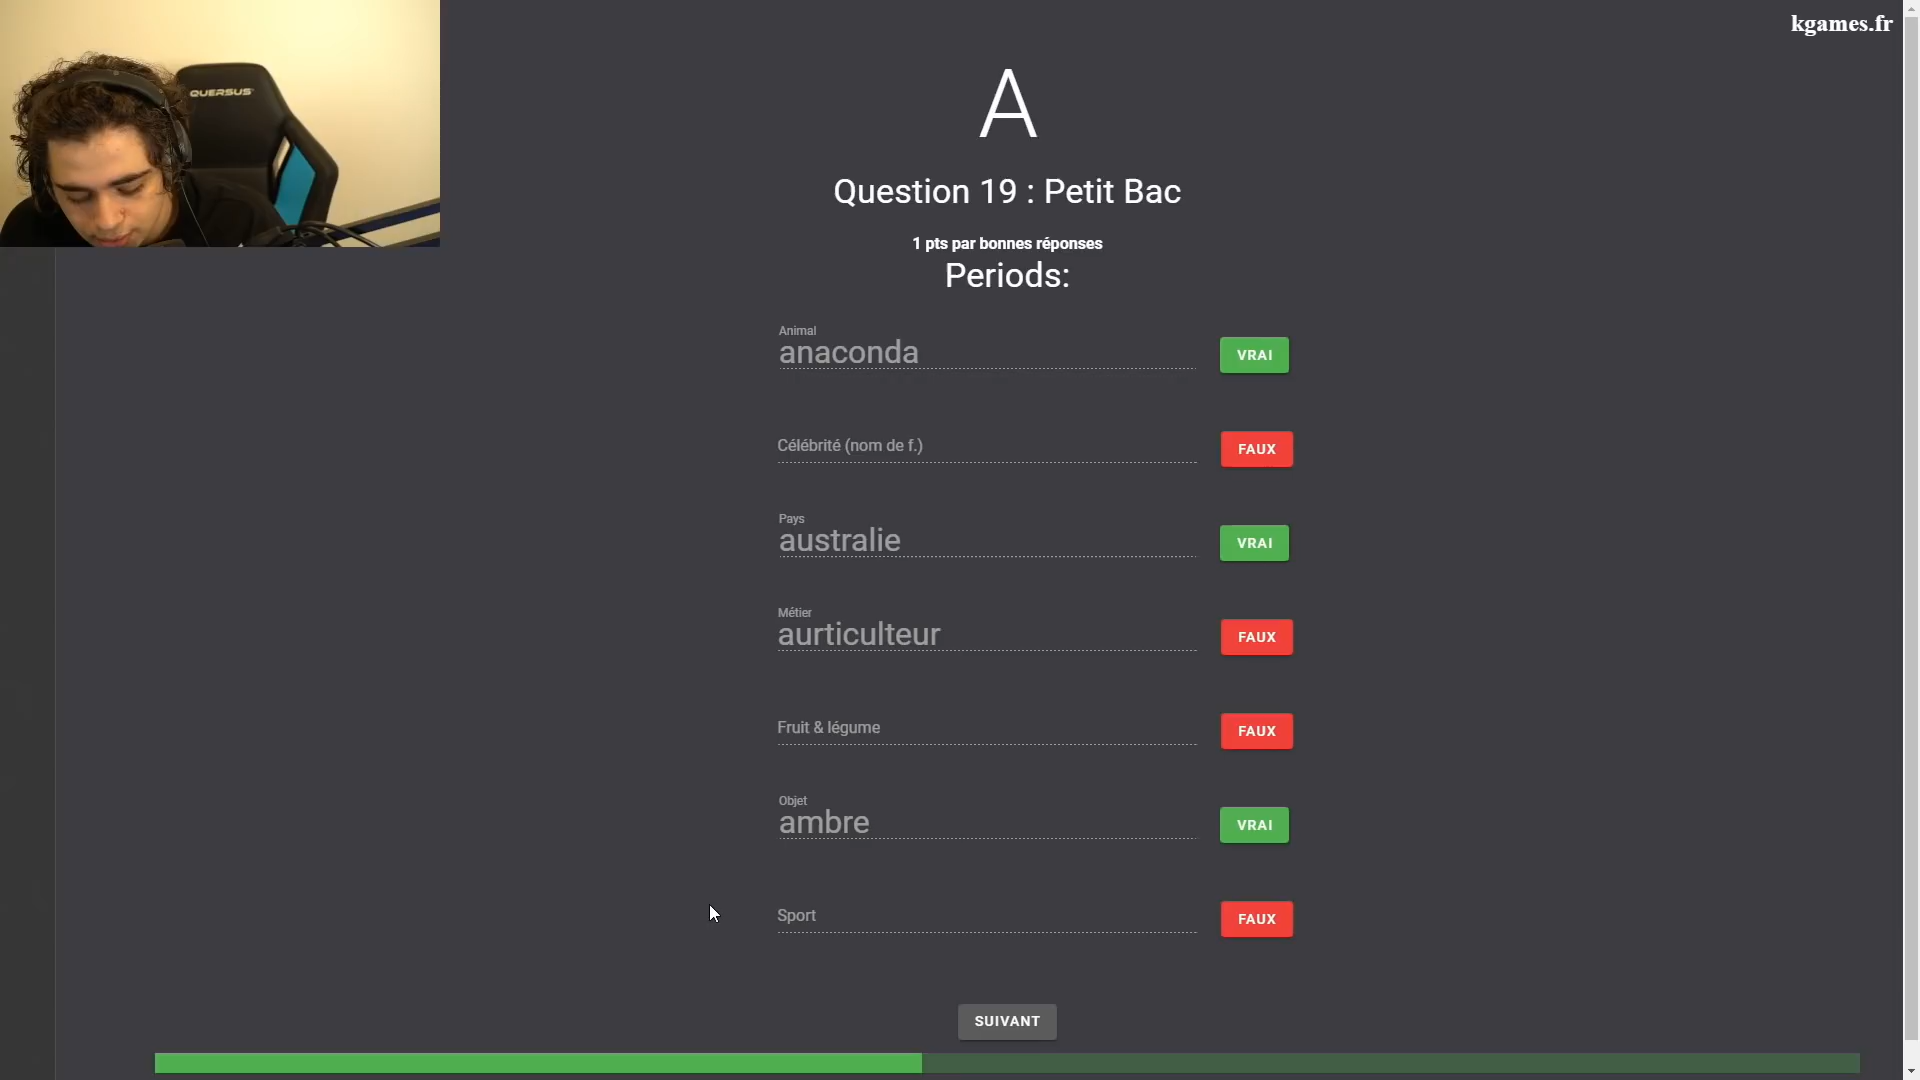 kgames.fr
QUERSUS
A
Question 19 : Petit Bac
1 pts par bonnes réponses
Periods:
Animal
anaconda
VRAI
Célébrité (nom de f.)
FAUX
Pays
australie
VRAI
Métier
aurticulteur
FAUX
Fruit & légume
FAUX
Objet
ambre
VRAI
Sport
FAUX
SUIVANT